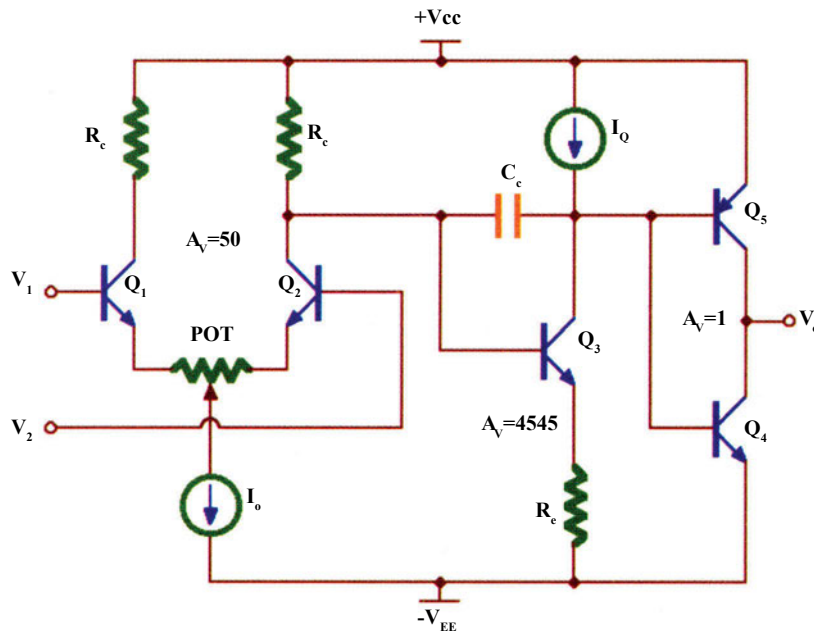 +Vcc
Rc
Rc
IQ
Cc
Q5
AV=50
V1
Q1
Q2
POT
Q3
AV=1
V2
AV=4545
Q4
Io
Re
-VEE